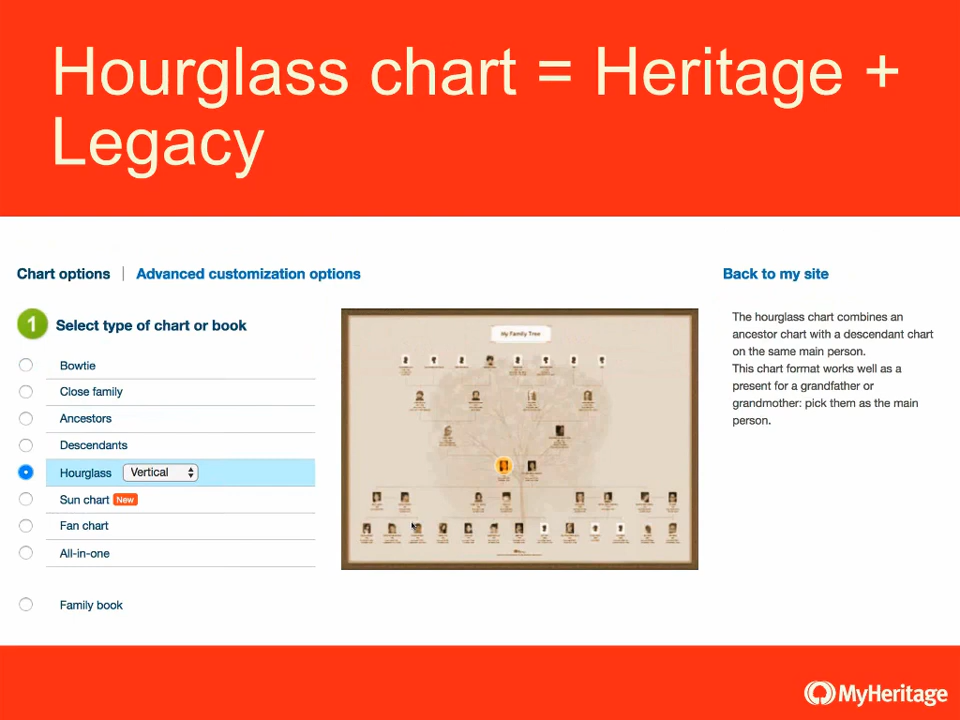 Hourglass chart = Heritage +
Legacy
Chart options | Advanced customization options
Back to my site
1 Select type of chart or book
Bowtie
Close family
Ancestors
Descendants
Hourglass Vertical
Sun chart New
Fan chart
All-in-one
Family book
My Family Tree
The hourglass chart combines an
ancestor chart with a descendant chart
on the same main person.
This chart format works well as a
present for a grandfather or
grandmother: pick them as the main
person.
MyHeritage